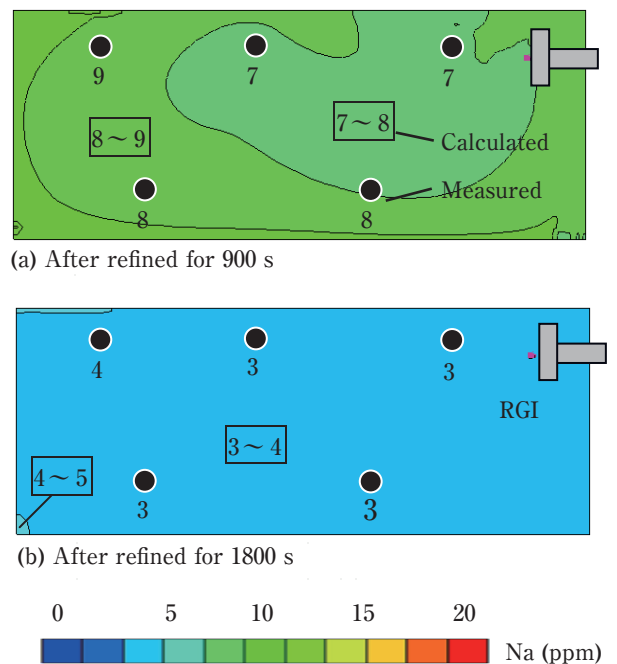 9
7
7
8～9
7～8
Calculated
Measured
8
8
(a) After refined for 900 s
4
3
3
RGI
3～4
4～5
3
3
(b) After refined for 1800 s
0 5 10 15 20
Na (ppm)